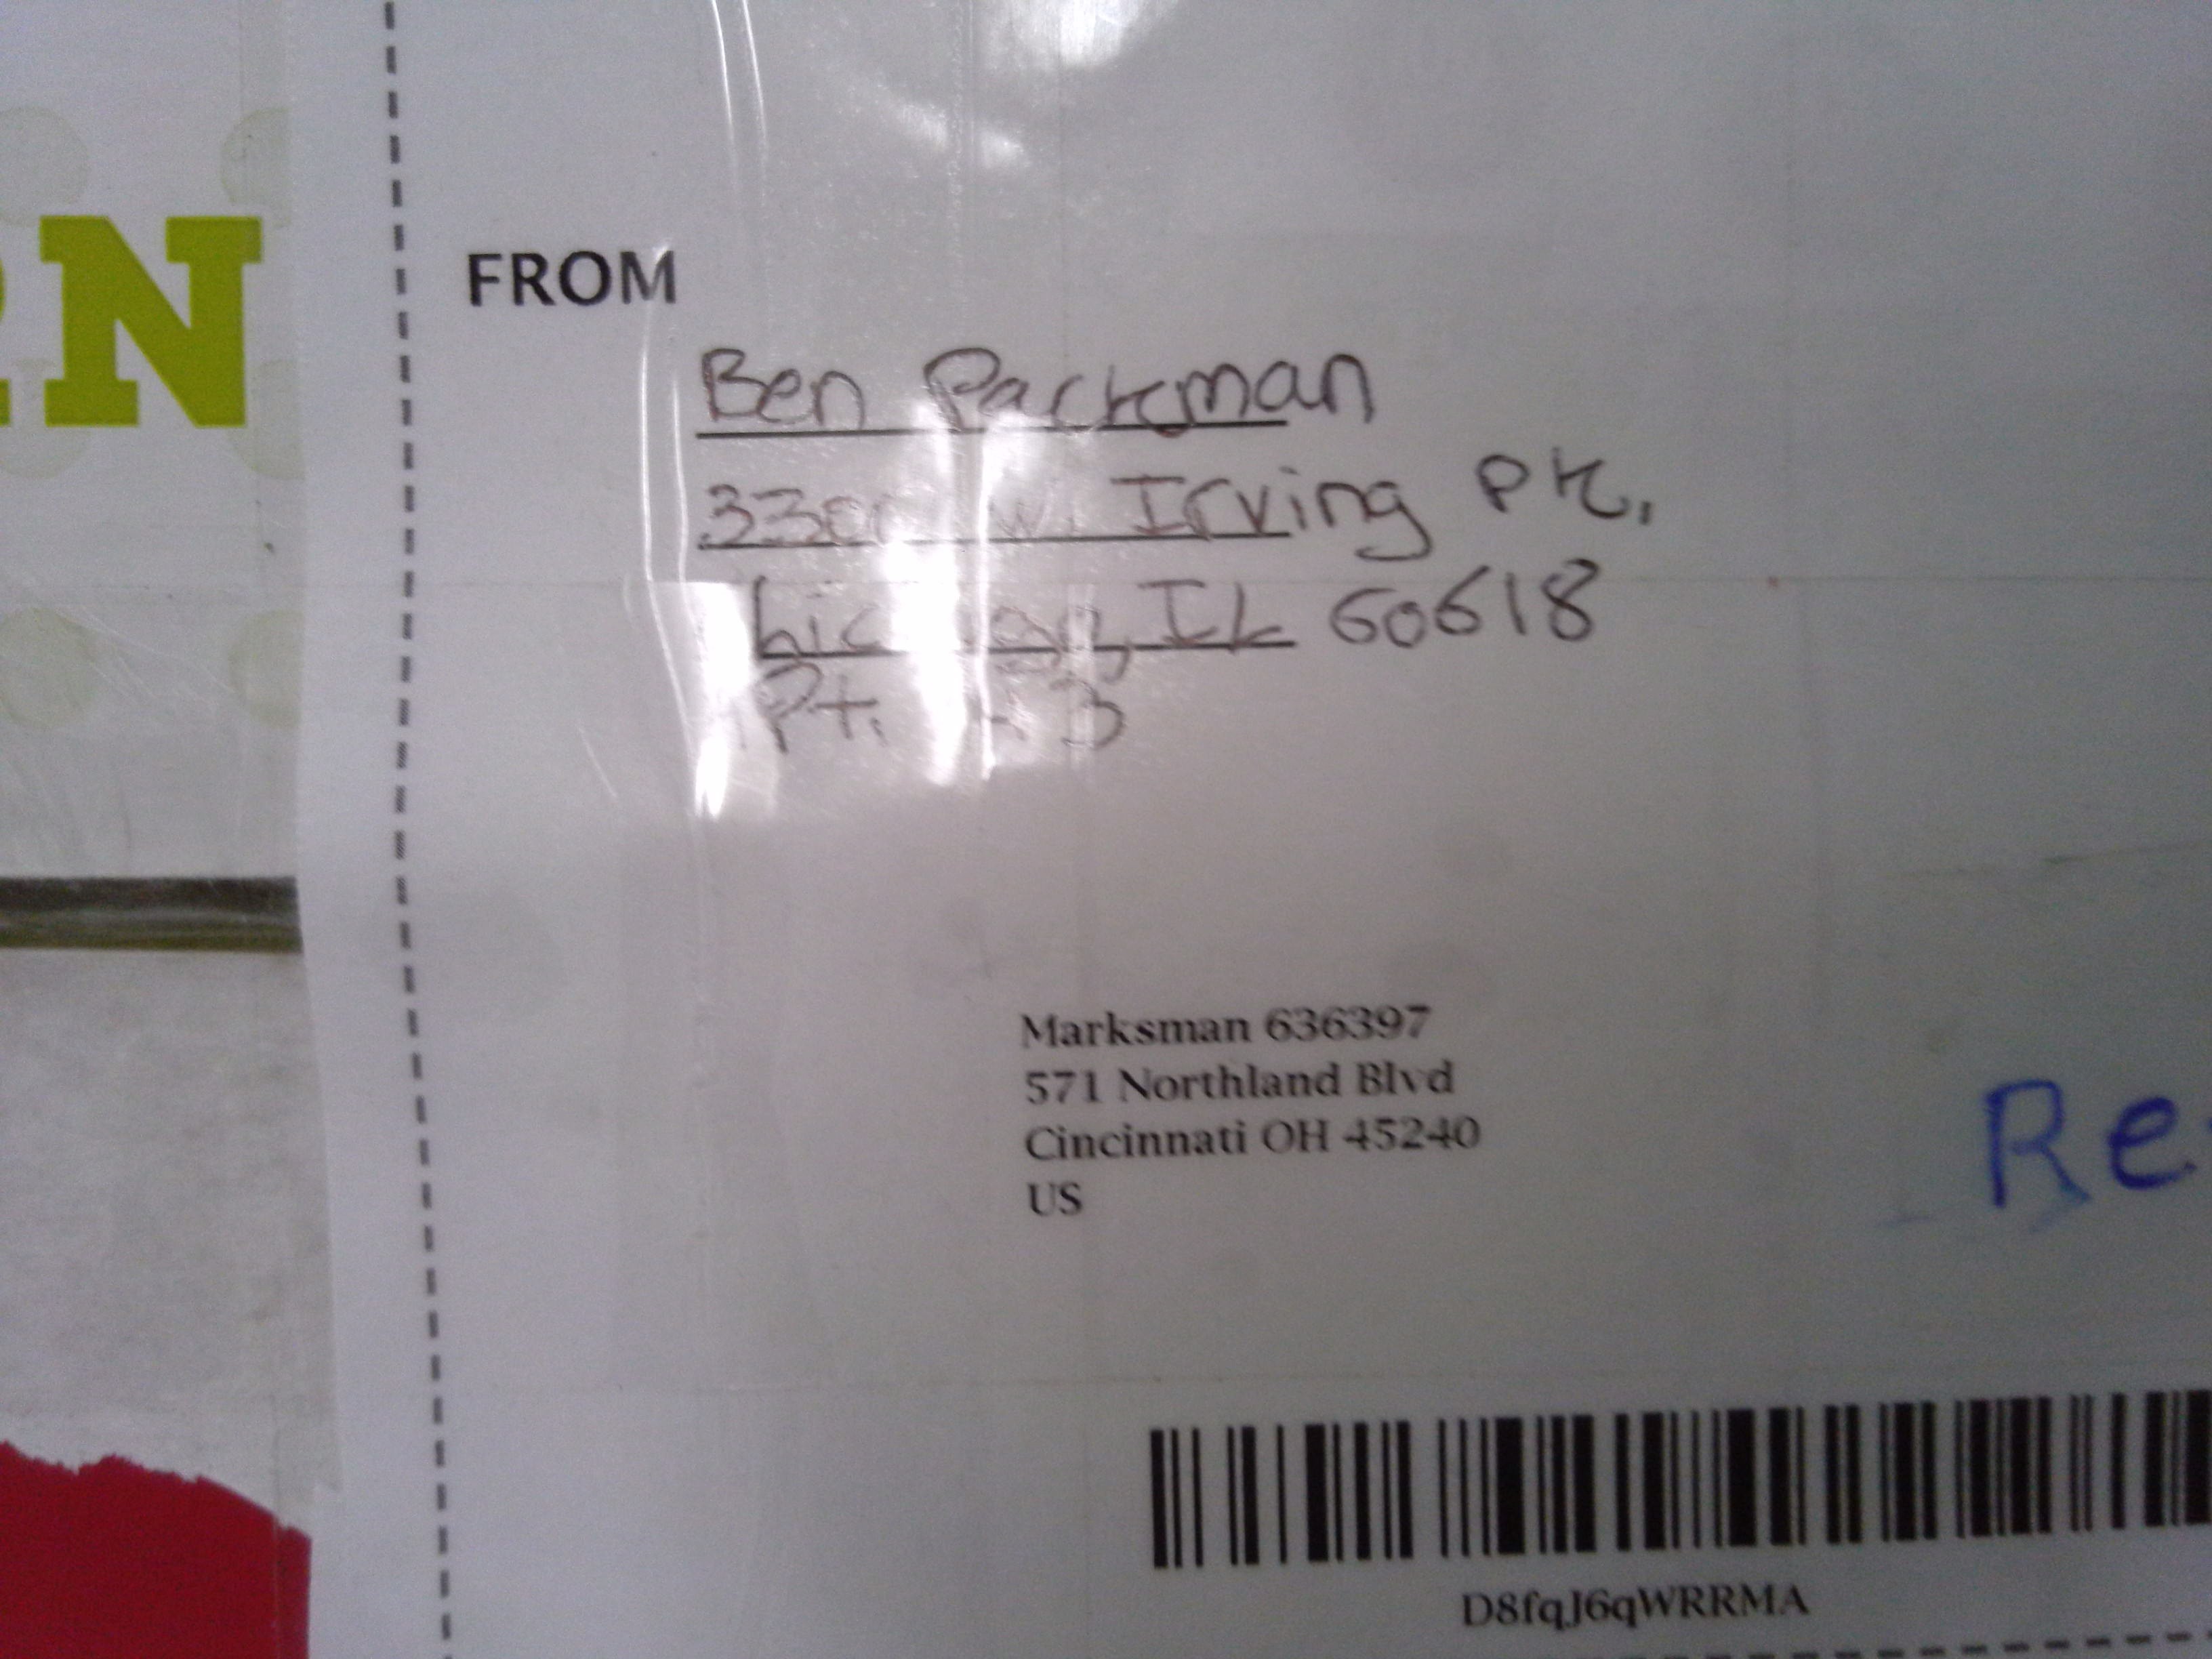 RN
FROM
Ben Packman
W. Irving Pk.
IL 60618
3
Marksman 636397
571 Northland Blvd
Cincinnati OH 45240
US
Re
D8fqJ6qWRRMA